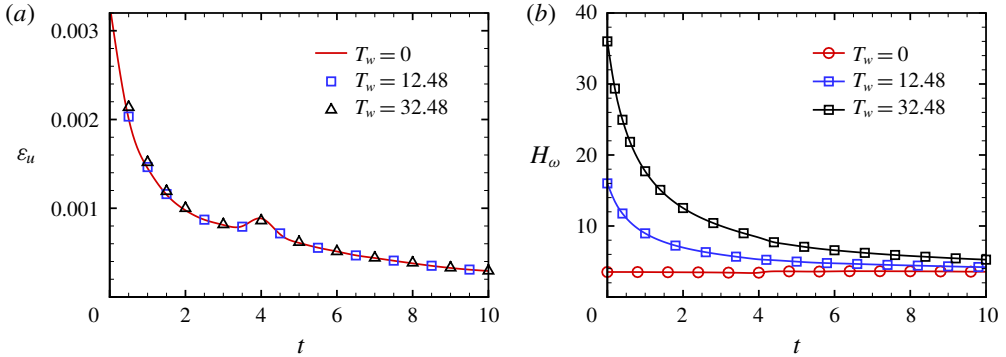 (a)
0.003
0.002
0.001
0
2
4
6
8
10
ε_u
t
T_w = 0
T_w = 12.48
T_w = 32.48
(b)
40
30
20
10
0
2
4
6
8
10
H_ω
t
T_w = 0
T_w = 12.48
T_w = 32.48